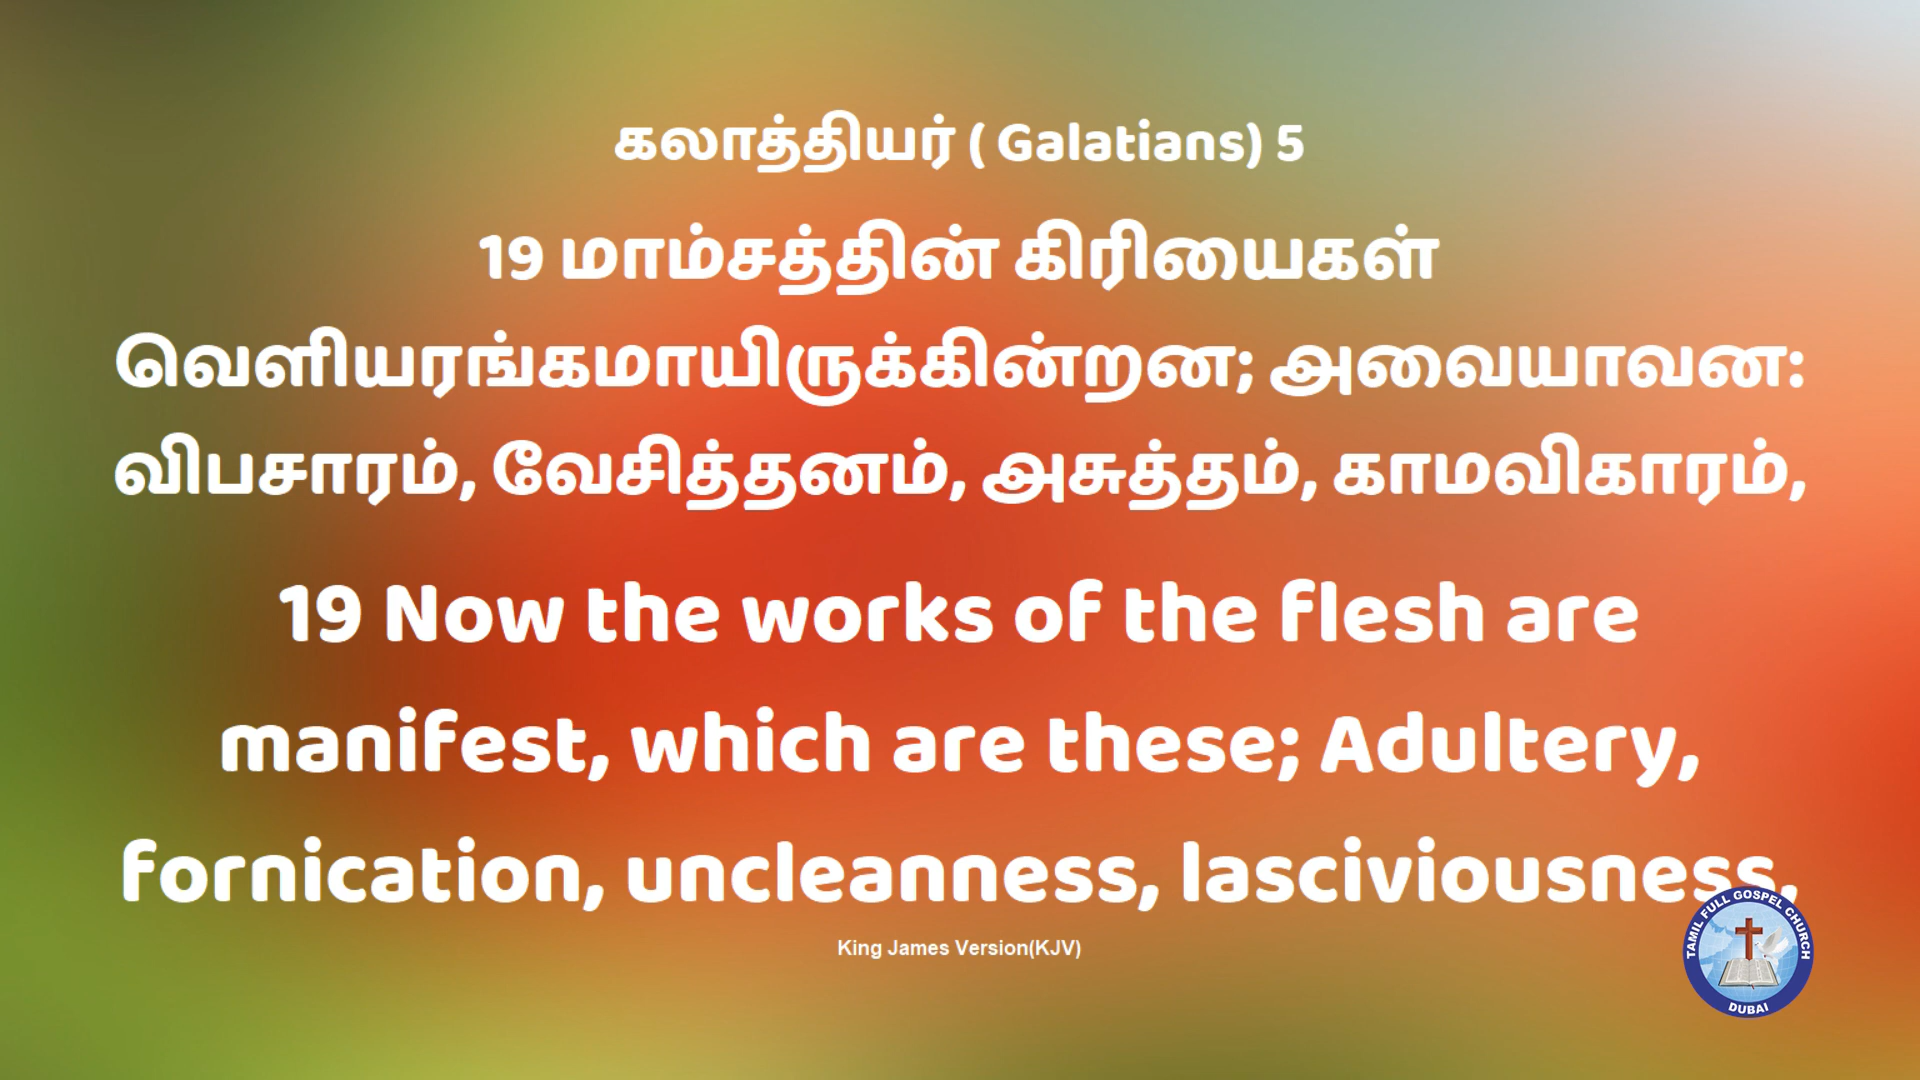 கலாத்தியர் ( Galatians) 5
19 மாம்சத்தின் கிரியைகள்
வெளியரங்கமாயிருக்கின்றன; அவையாவன:
விபசாரம், வேசித்தனம், அசுத்தம், காமவிகாரம்,
19 Now the works of the flesh are
manifest, which are these; Adultery,
fornication, uncleanness, lasciviousness,
King James Version(KJV)
TAMIL FULL GOSPEL CHURCH
DUBAI